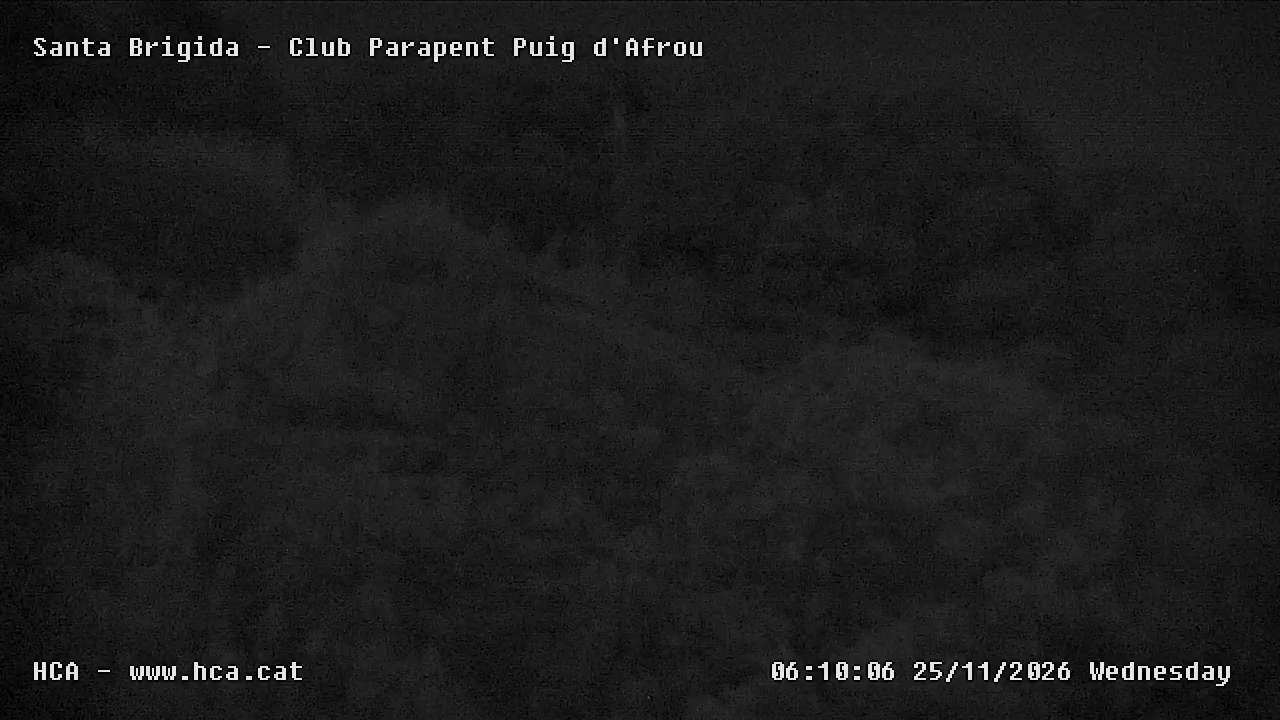 Santa Brigida - Club Parapent Puig d'Afrou
HCA - www.hca.cat
06:10:06 25/11/2026 Wednesday